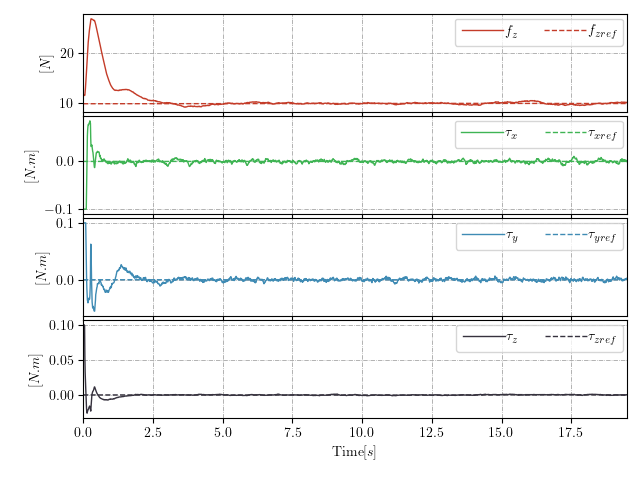 [N]
20
10
f_z
f_zref
[N.m]
0.0
−0.1
τ_x
τ_xref
[N.m]
0.1
0.0
τ_y
τ_yref
[N.m]
0.10
0.05
0.00
τ_z
τ_zref
0.0 2.5 5.0 7.5 10.0 12.5 15.0 17.5
Time[s]